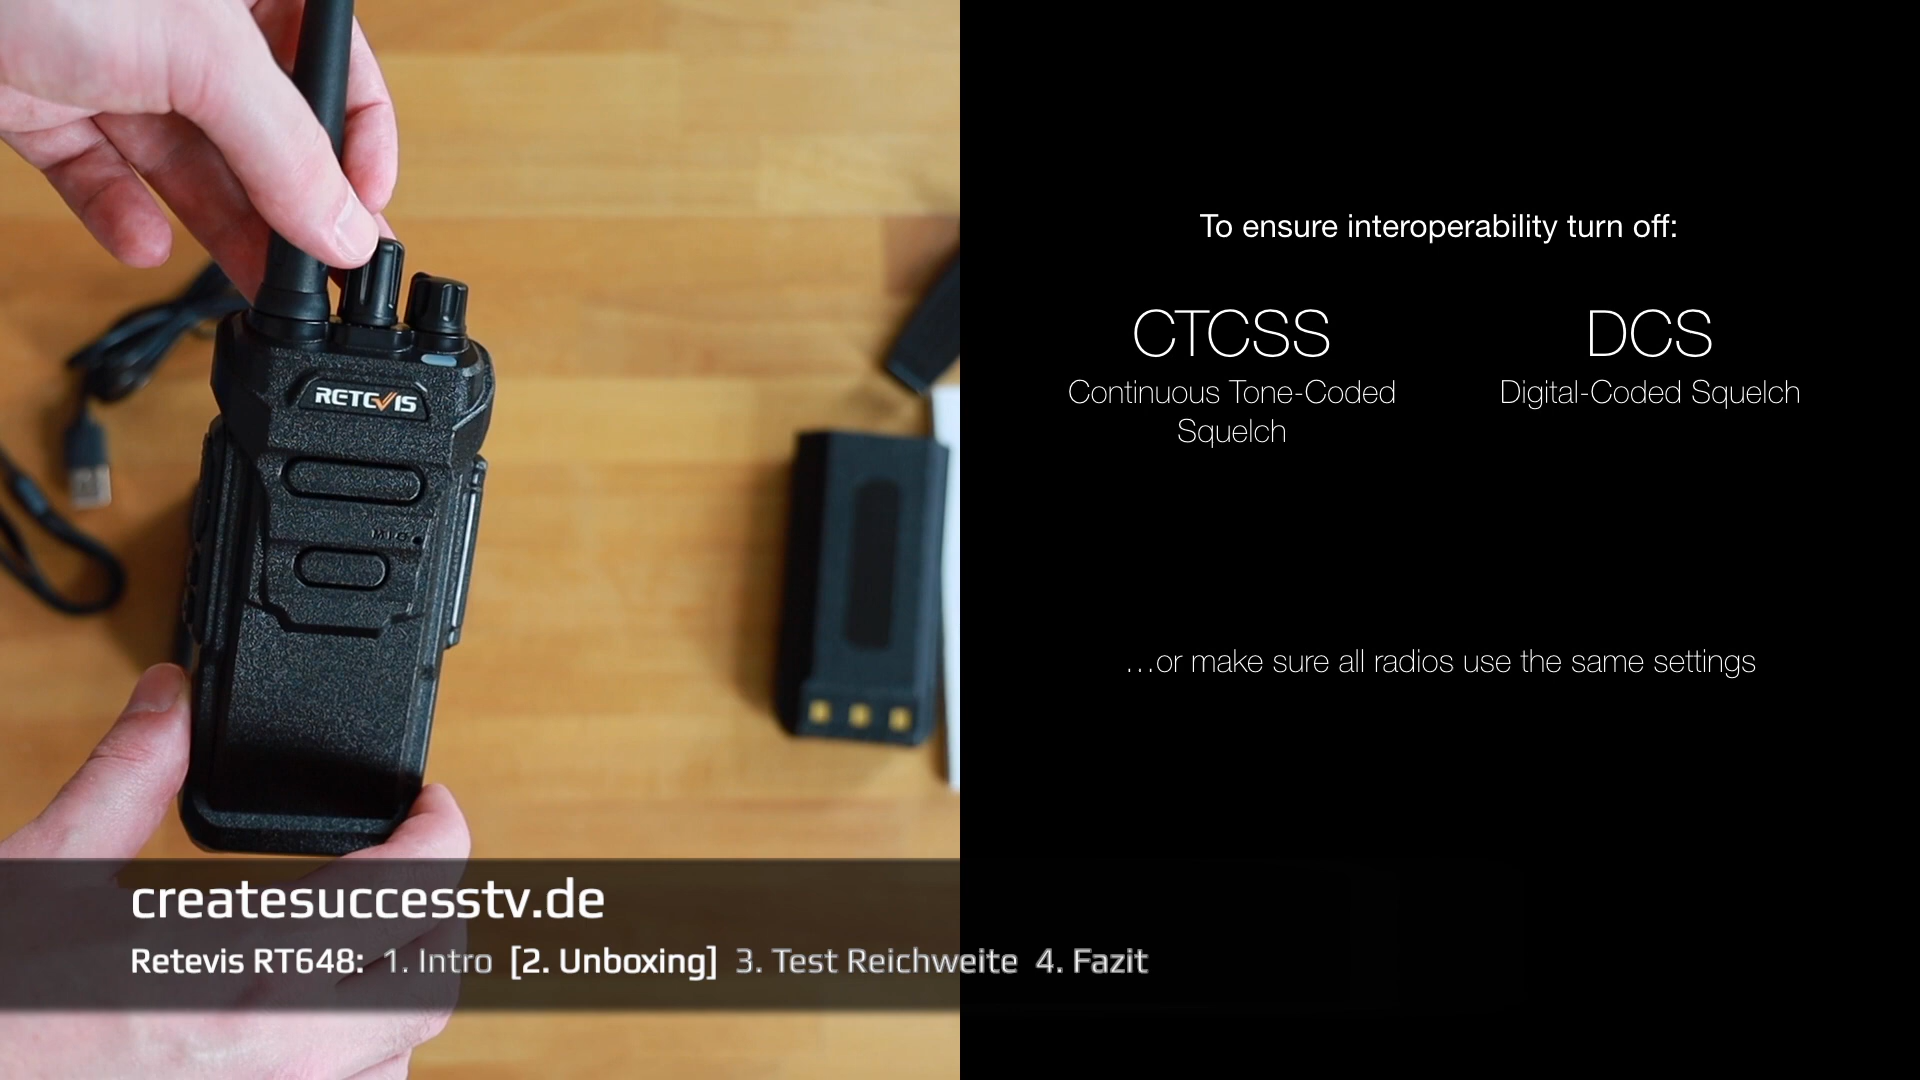 RETEVIS
MIC
To ensure interoperability turn off:
CTCSS
Continuous Tone-Coded
Squelch
DCS
Digital-Coded Squelch
…or make sure all radios use the same settings
createsuccesstv.de
Retevis RT648: 1. Intro [2. Unboxing] 3. Test Reichweite 4. Fazit